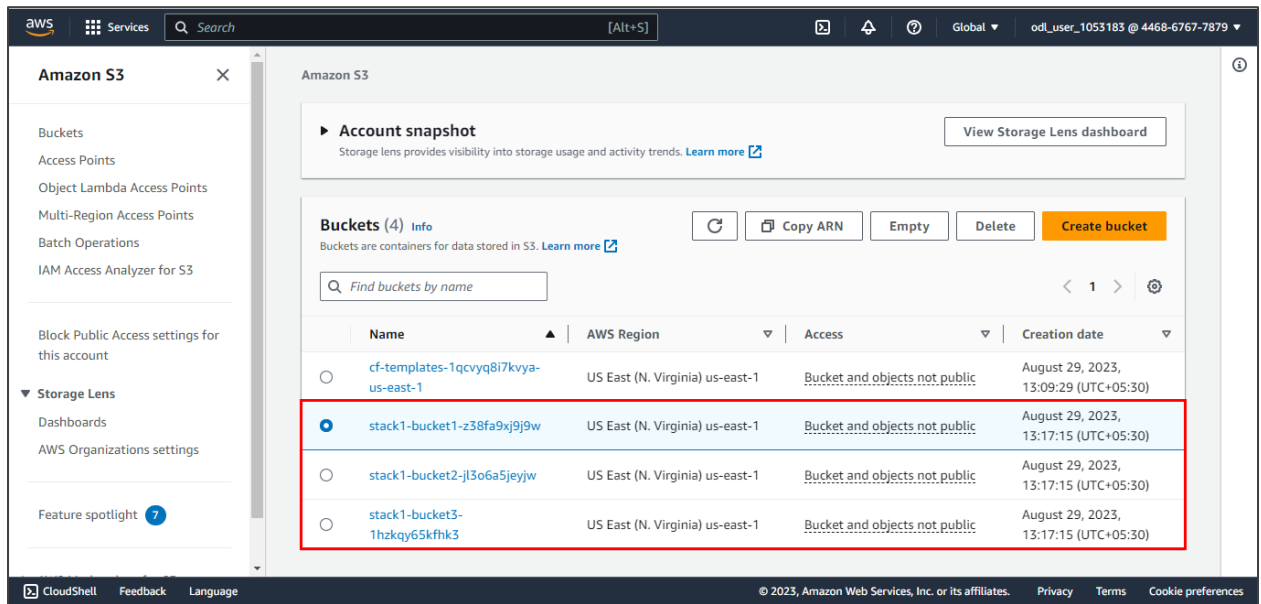 aws
Services
Search
[Alt+S]
Global
odl_user_1053183 @ 4468-6767-7879
Amazon S3
Buckets
Access Points
Object Lambda Access Points
Multi-Region Access Points
Batch Operations
IAM Access Analyzer for S3
Block Public Access settings for
this account
Storage Lens
Dashboards
AWS Organizations settings
Feature spotlight 7
Amazon S3
Account snapshot
Storage lens provides visibility into storage usage and activity trends. Learn more
View Storage Lens dashboard
Buckets (4) Info
Buckets are containers for data stored in S3. Learn more
Copy ARN
Empty
Delete
Create bucket
Find buckets by name
1
Name
AWS Region
Access
Creation date
cf-templates-1qcvyq8i7kvya-
us-east-1
US East (N. Virginia) us-east-1
Bucket and objects not public
August 29, 2023,
13:09:29 (UTC+05:30)
stack1-bucket1-z38fa9xj9j9w
US East (N. Virginia) us-east-1
Bucket and objects not public
August 29, 2023,
13:17:15 (UTC+05:30)
stack1-bucket2-jl3o6a5jeyjw
US East (N. Virginia) us-east-1
Bucket and objects not public
August 29, 2023,
13:17:15 (UTC+05:30)
stack1-bucket3-
1hzkqy65kfhk3
US East (N. Virginia) us-east-1
Bucket and objects not public
August 29, 2023,
13:17:15 (UTC+05:30)
CloudShell
Feedback
Language
© 2023, Amazon Web Services, Inc. or its affiliates.
Privacy
Terms
Cookie preferences